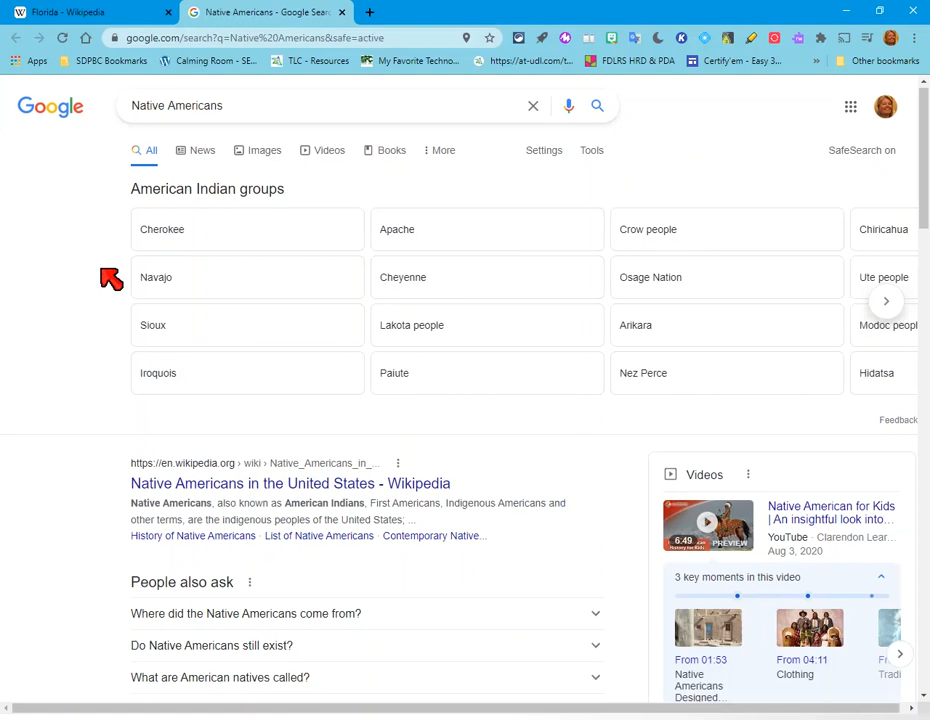 Florida - Wikipedia
Native Americans - Google Sear
google.com/search?q=Native%20Americans&safe=active
Apps
SDPBC Bookmarks
Calming Room - SE...
TLC - Resources
My Favorite Techno...
https://at-udl.com/t...
FDLRS HRD & PDA
Certify'em - Easy 3...
»
Other bookmarks
Google
Native Americans
All
News
Images
Videos
Books
More
Settings
Tools
SafeSearch on
American Indian groups
Cherokee
Apache
Crow people
Chiricahua
Navajo
Cheyenne
Osage Nation
Ute people
Sioux
Lakota people
Arikara
Modoc peopl
Iroquois
Paiute
Nez Perce
Hidatsa
Feedback
https://en.wikipedia.org › wiki › Native_Americans_in_...
Native Americans in the United States - Wikipedia
Native Americans, also known as American Indians, First Americans, Indigenous Americans and
other terms, are the indigenous peoples of the United States; ...
History of Native Americans · List of Native Americans · Contemporary Native...
People also ask
Where did the Native Americans come from?
Do Native Americans still exist?
What are American natives called?
Videos
6:49
PREVIEW
Native American for Kids
| An insightful look into...
YouTube · Clarendon Lear...
Aug 3, 2020
3 key moments in this video
From 01:53
Native
Americans
Designed...
From 04:11
Clothing
Fr
Tradi